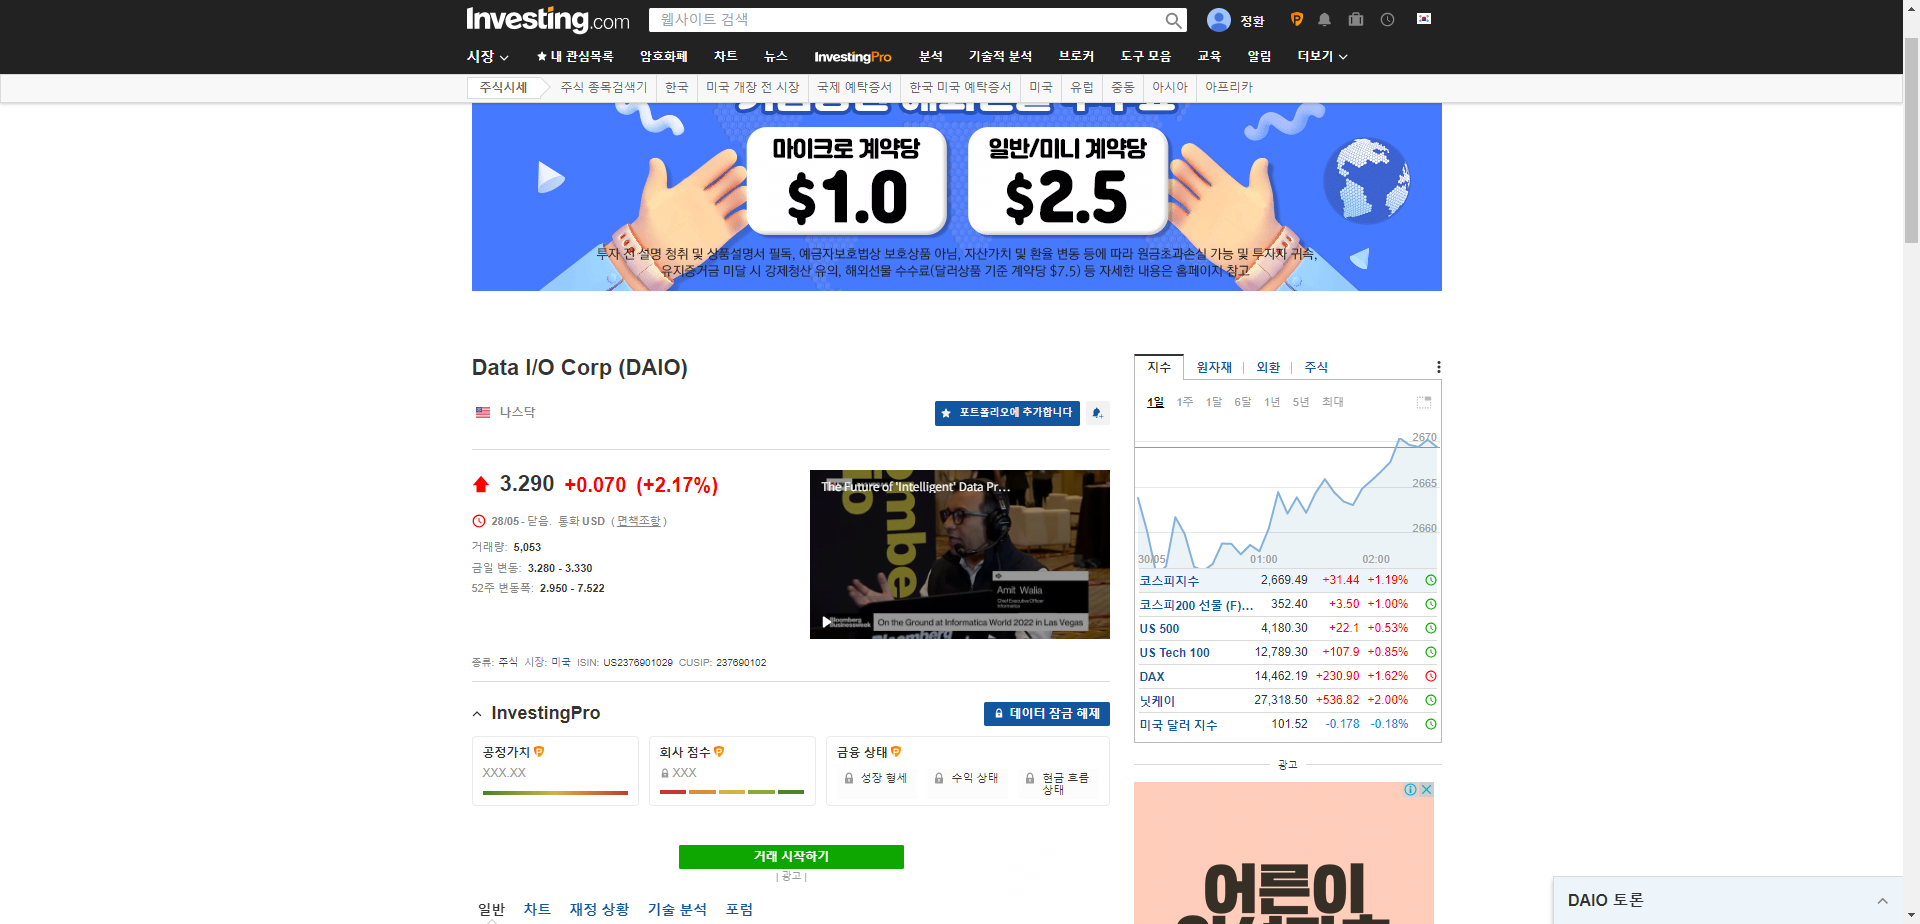 Investing.com
웹사이트 검색
정환
시장
내 관심목록
암호화폐
차트
뉴스
InvestingPro
분석
기술적 분석
브로커
도구 모음
교육
알림
더보기
주식시세
주식 종목검색기
한국
미국 개장 전 시장
국제 예탁증서
한국 미국 예탁증서
미국
유럽
중동
아시아
아프리카
마이크로 계약당
$1.0
일반/미니 계약당
$2.5
투자 전 설명 청취 및 상품설명서 필독, 예금자보호법상 보호상품 아님, 자산가치 및 환율 변동 등에 따라 원금초과손실 가능 및 투자자 귀속,
유지증거금 미달 시 강제청산 유의, 해외선물 수수료(달러상품 기준 계약당 $7.5) 등 자세한 내용은 홈페이지 참고
Data I/O Corp (DAIO)
나스닥
포트폴리오에 추가합니다
3.290 +0.070 (+2.17%)
28/05 - 닫음. 통화 USD ( 면책조항 )
거래량: 5,053
금일 변동: 3.280 - 3.330
52주 변동폭: 2.950 - 7.522
The Future of 'Intelligent' Data Pr...
Amit Walia
Chief Executive Officer
Informatica
Bloomberg
Businessweek
On the Ground at Informatica World 2022 in Las Vegas
종류: 주식 시장: 미국 ISIN: US2376901029 CUSIP: 237690102
InvestingPro
데이터 잠금 해제
공정가치
XXX.XX
회사 점수
XXX
금융 상태
성장 형세
수익 상태
현금 흐름
상태
거래 시작하기
| 광고 |
일반
차트
재정 상황
기술 분석
포럼
지수
원자재
외환
주식
1일 1주 1달 6달 1년 5년 최대
2670
2665
2660
30/05 01:00 02:00
코스피지수 2,669.49 +31.44 +1.19%
코스피200 선물 (F)... 352.40 +3.50 +1.00%
US 500 4,180.30 +22.1 +0.53%
US Tech 100 12,789.30 +107.9 +0.85%
DAX 14,462.19 +230.90 +1.62%
닛케이 27,318.50 +536.82 +2.00%
미국 달러 지수 101.52 -0.178 -0.18%
광고
어른이
DAIO 토론